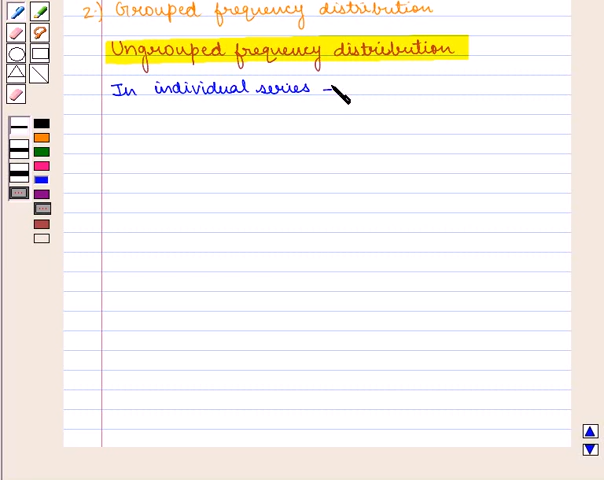 2.) Grouped frequency distribution
Ungrouped frequency distribution
In individual series -